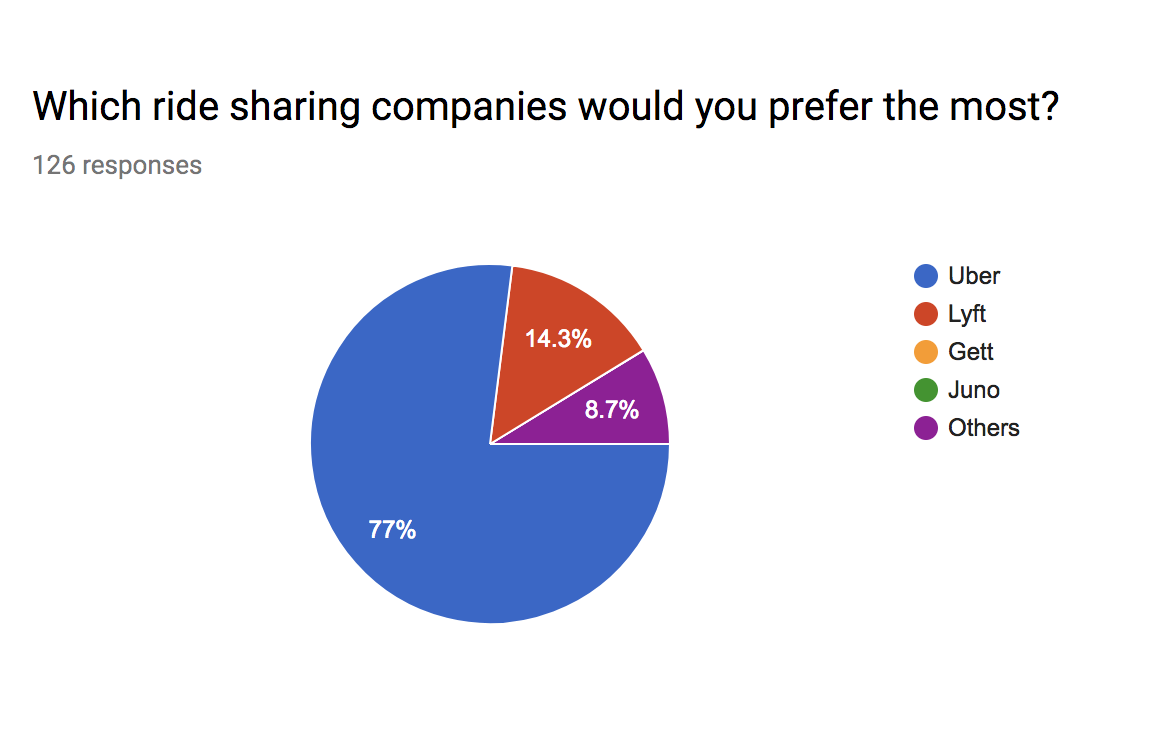 Which ride sharing companies would you prefer the most?
126 responses
Uber
Lyft
Gett
Juno
Others
14.3%
8.7%
77%